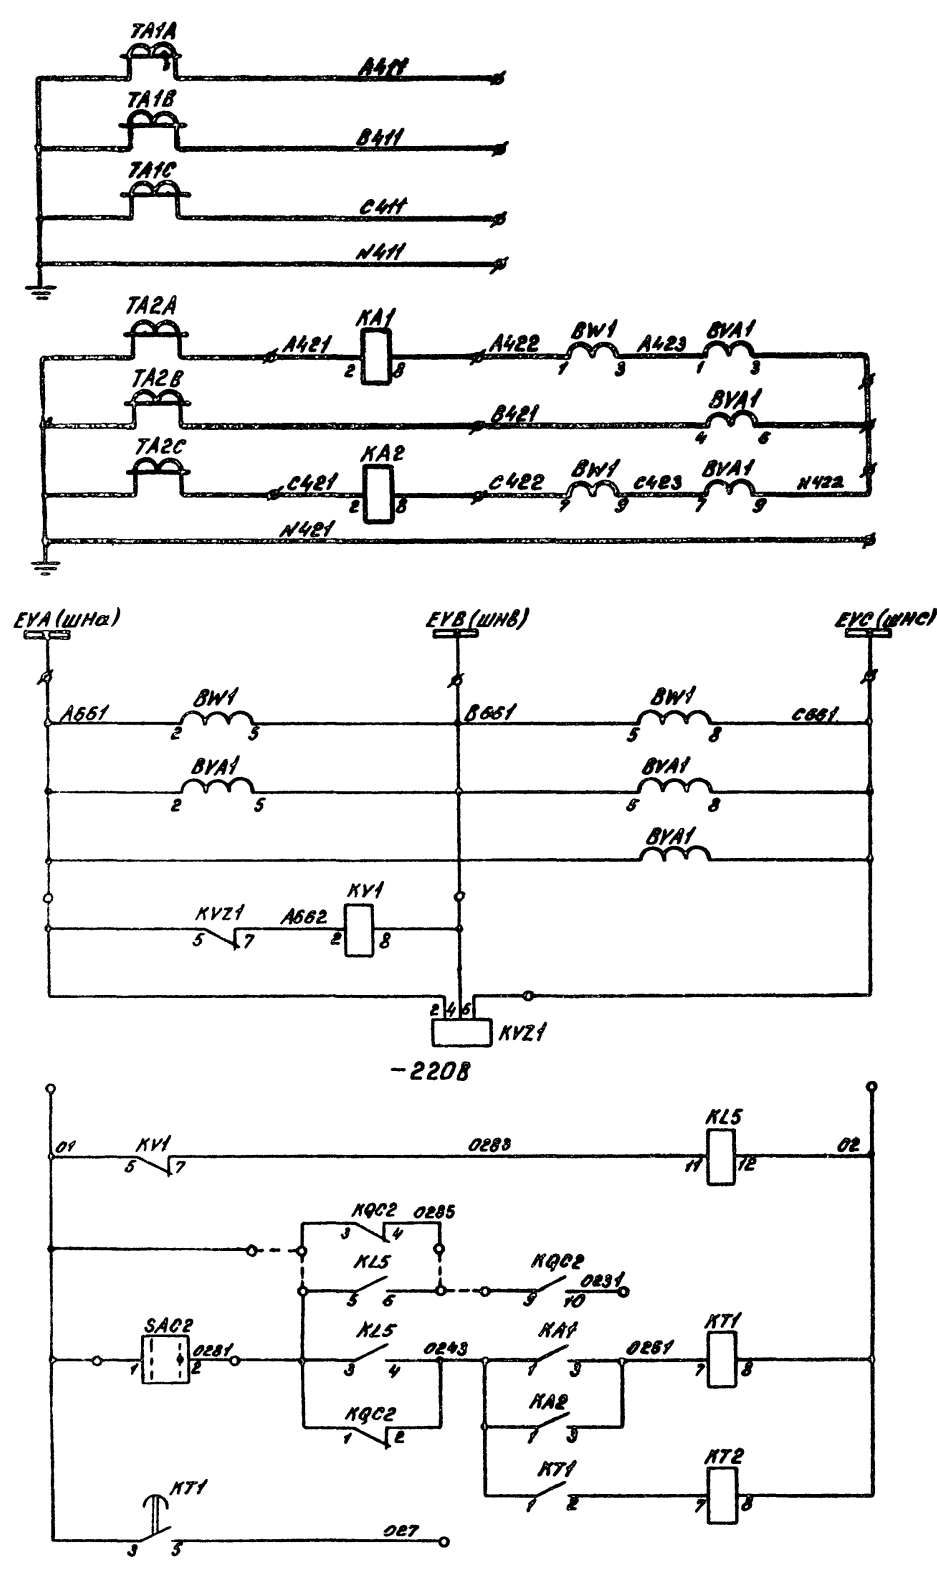 TA1A
A411
TA1B
B411
TA1C
C411
N411
TA2A
KA1
A421
2 8
A422
BW1
1 3
A423
BVA1
1 3
TA2B
B421
BVA1
4 6
TA2C
KA2
C421
2 8
C422
BW1
7 9
C423
BVA1
7 9
N422
N421
EVA (шНа) EVB (шНв) EVC (шНс)
A661
BW1
2 5
B661
BW1
5 8
C661
BVA1
2 5
BVA1
5 8
BVA1
KVZ1
5 7
A662
KV1
2 8
2 4 6
KVZ1
-220В
01
KV1
5 7
0283
KL5
11 12
02
KQC2
3 4
0285
KL5
5 6
KQC2
9 10
0231
SAC2
1 2
0281
KL5
3 4
0243
KA1
1 3
0261
KT1
7 8
KQC2
1 2
KA2
1 3
KT1
1 2
KT2
7 8
KT1
3 5
027